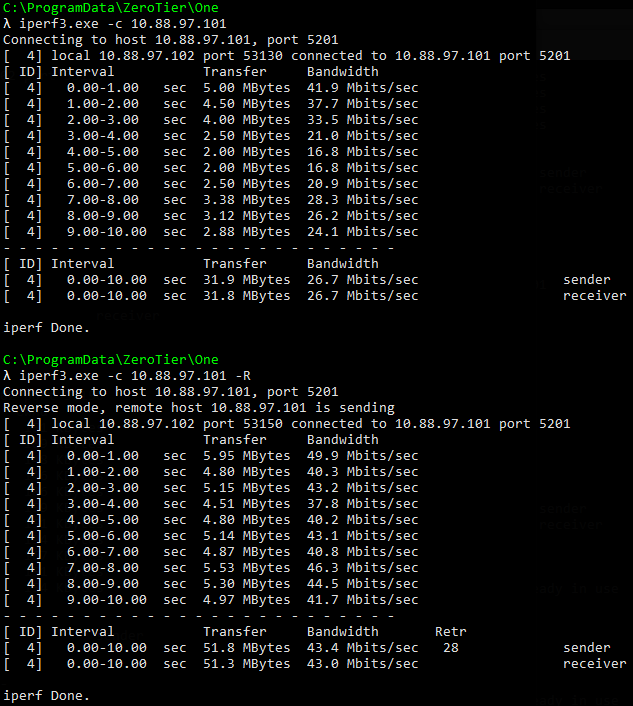 C:\ProgramData\ZeroTier\One
λ iperf3.exe -c 10.88.97.101
Connecting to host 10.88.97.101, port 5201
[  4] local 10.88.97.102 port 53130 connected to 10.88.97.101 port 5201
[ ID] Interval           Transfer     Bandwidth
[  4]   0.00-1.00   sec  5.00 MBytes  41.9 Mbits/sec
[  4]   1.00-2.00   sec  4.50 MBytes  37.7 Mbits/sec
[  4]   2.00-3.00   sec  4.00 MBytes  33.5 Mbits/sec
[  4]   3.00-4.00   sec  2.50 MBytes  21.0 Mbits/sec
[  4]   4.00-5.00   sec  2.00 MBytes  16.8 Mbits/sec
[  4]   5.00-6.00   sec  2.00 MBytes  16.8 Mbits/sec
[  4]   6.00-7.00   sec  2.50 MBytes  20.9 Mbits/sec
[  4]   7.00-8.00   sec  3.38 MBytes  28.3 Mbits/sec
[  4]   8.00-9.00   sec  3.12 MBytes  26.2 Mbits/sec
[  4]   9.00-10.00  sec  2.88 MBytes  24.1 Mbits/sec
- - - - - - - - - - - - - - - - - - - - - - - - -
[ ID] Interval           Transfer     Bandwidth
[  4]   0.00-10.00  sec  31.9 MBytes  26.7 Mbits/sec                  sender
[  4]   0.00-10.00  sec  31.8 MBytes  26.7 Mbits/sec                  receiver
iperf Done.
C:\ProgramData\ZeroTier\One
λ iperf3.exe -c 10.88.97.101 -R
Connecting to host 10.88.97.101, port 5201
Reverse mode, remote host 10.88.97.101 is sending
[  4] local 10.88.97.102 port 53150 connected to 10.88.97.101 port 5201
[ ID] Interval           Transfer     Bandwidth
[  4]   0.00-1.00   sec  5.95 MBytes  49.9 Mbits/sec
[  4]   1.00-2.00   sec  4.80 MBytes  40.3 Mbits/sec
[  4]   2.00-3.00   sec  5.15 MBytes  43.2 Mbits/sec
[  4]   3.00-4.00   sec  4.51 MBytes  37.8 Mbits/sec
[  4]   4.00-5.00   sec  4.80 MBytes  40.2 Mbits/sec
[  4]   5.00-6.00   sec  5.14 MBytes  43.1 Mbits/sec
[  4]   6.00-7.00   sec  4.87 MBytes  40.8 Mbits/sec
[  4]   7.00-8.00   sec  5.53 MBytes  46.3 Mbits/sec
[  4]   8.00-9.00   sec  5.30 MBytes  44.5 Mbits/sec
[  4]   9.00-10.00  sec  4.97 MBytes  41.7 Mbits/sec
- - - - - - - - - - - - - - - - - - - - - - - - -
[ ID] Interval           Transfer     Bandwidth       Retr
[  4]   0.00-10.00  sec  51.8 MBytes  43.4 Mbits/sec   28             sender
[  4]   0.00-10.00  sec  51.3 MBytes  43.0 Mbits/sec                  receiver
iperf Done.